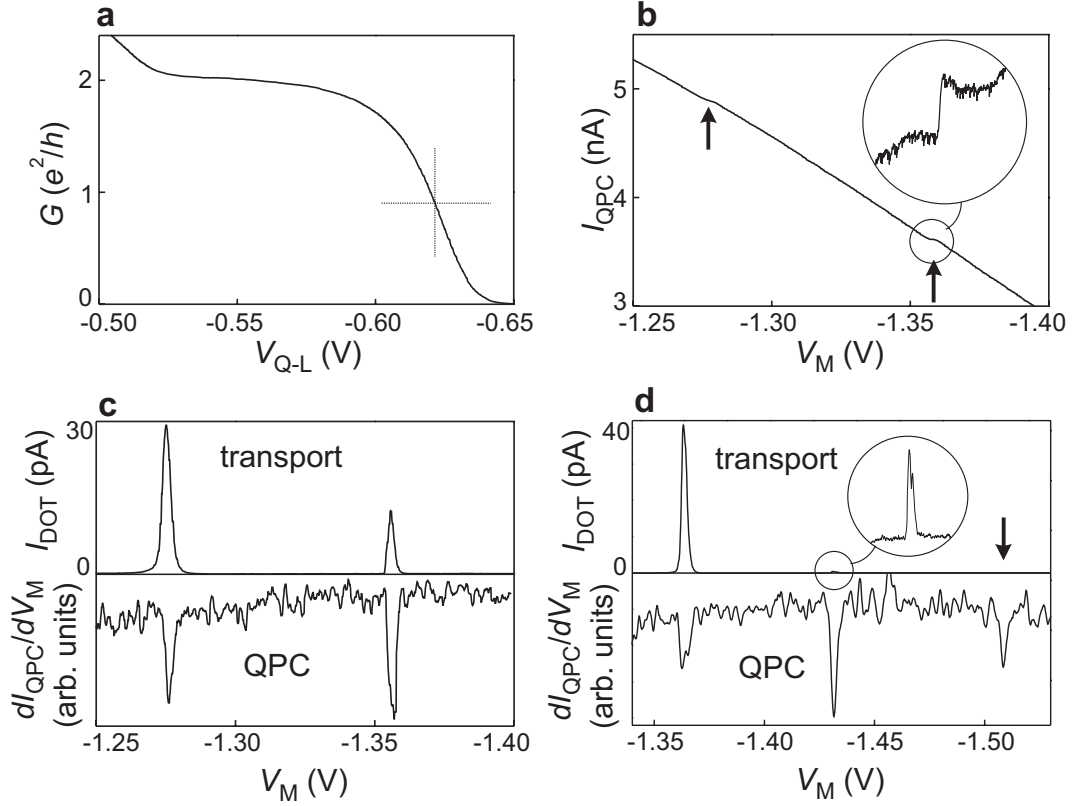 a
2
1
0
G (e²/h)
-0.50
-0.55
-0.60
-0.65
V_Q-L (V)
b
5
4
3
I_QPC (nA)
-1.25
-1.30
-1.35
-1.40
V_M (V)
c
30
0
I_DOT (pA)
transport
dI_QPC/dV_M
(arb. units)
QPC
-1.25
-1.30
-1.35
-1.40
V_M (V)
d
40
0
I_DOT (pA)
transport
dI_QPC/dV_M
(arb. units)
QPC
-1.35
-1.40
-1.45
-1.50
V_M (V)